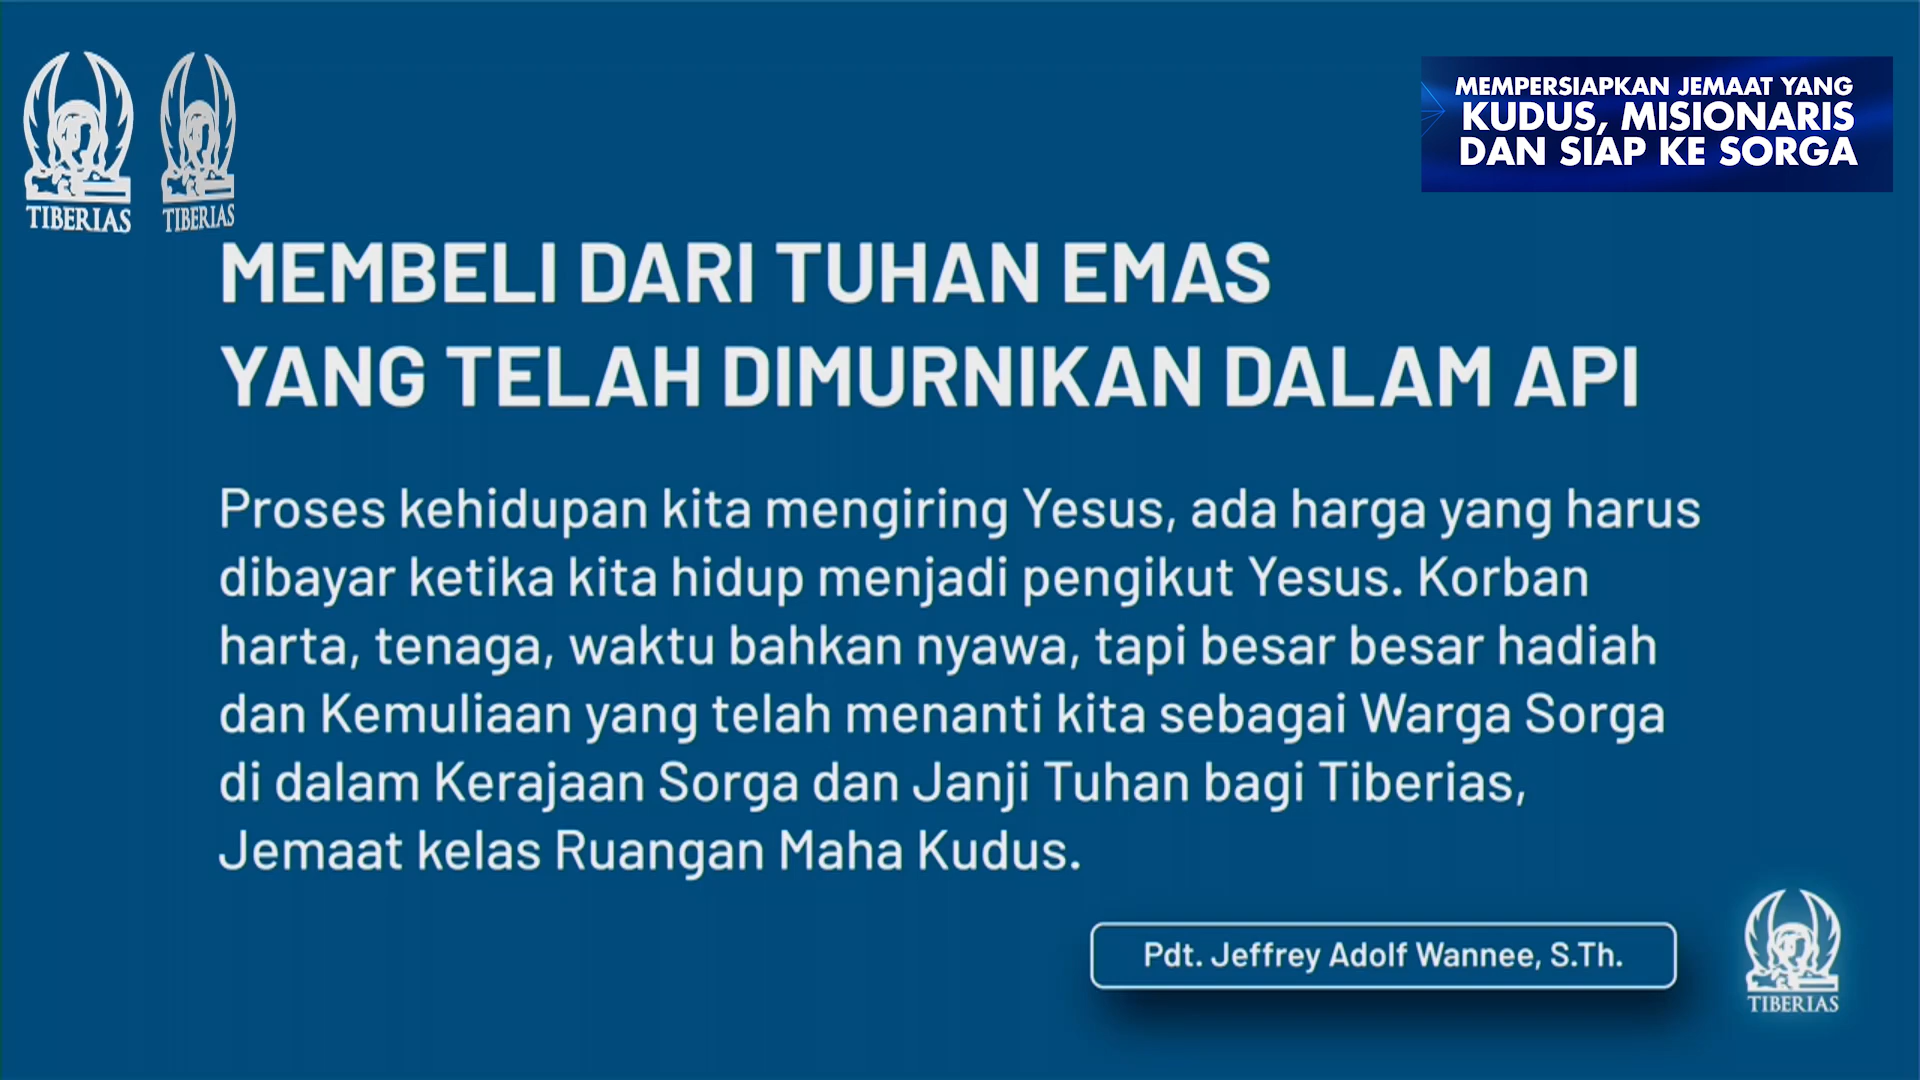 TIBERIAS
TIBERIAS
MEMPERSIAPKAN JEMAAT YANG
KUDUS, MISIONARIS
DAN SIAP KE SORGA
MEMBELI DARI TUHAN EMAS
YANG TELAH DIMURNIKAN DALAM API
Proses kehidupan kita mengiring Yesus, ada harga yang harus
dibayar ketika kita hidup menjadi pengikut Yesus. Korban
harta, tenaga, waktu bahkan nyawa, tapi besar besar hadiah
dan Kemuliaan yang telah menanti kita sebagai Warga Sorga
di dalam Kerajaan Sorga dan Janji Tuhan bagi Tiberias,
Jemaat kelas Ruangan Maha Kudus.
Pdt. Jeffrey Adolf Wannee, S.Th.
TIBERIAS